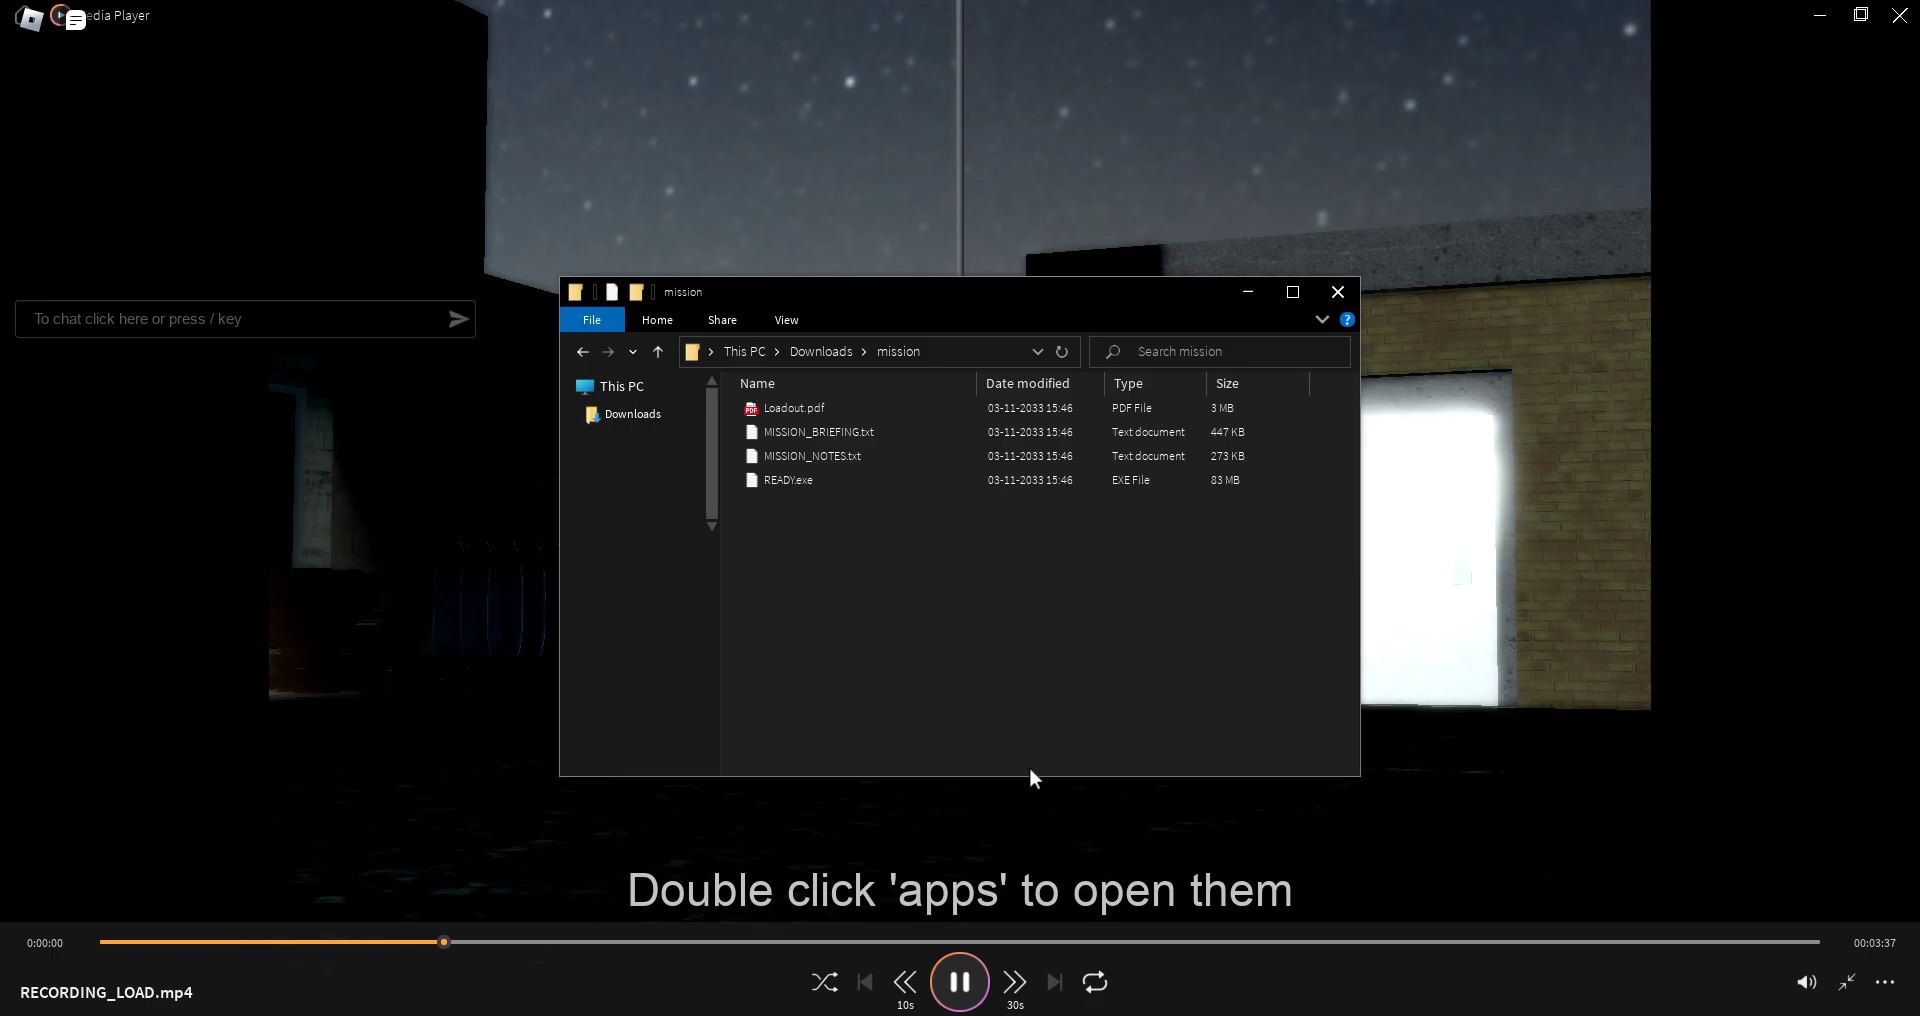 edia Player
To chat click here or press / key
mission
File Home Share View
This PC Downloads mission
Search mission
This PC
Downloads
Name Date modified Type Size
Loadout.pdf 03-11-2033 15:46 PDF File 3 MB
MISSION_BRIEFING.txt 03-11-2033 15:46 Text document 447 KB
MISSION_NOTES.txt 03-11-2033 15:46 Text document 273 KB
READY.exe 03-11-2033 15:46 EXE File 83 MB
Double click 'apps' to open them
0:00:00 00:03:37
RECORDING_LOAD.mp4
10s 30s